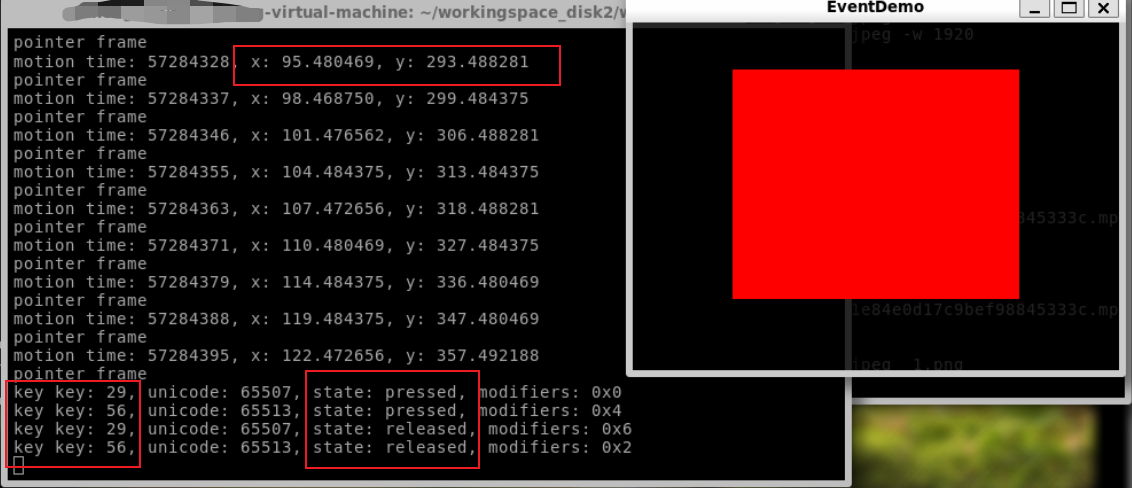 -virtual-machine: ~/workingspace_disk2/w
EventDemo
pointer frame
motion time: 57284328, x: 95.480469, y: 293.488281
pointer frame
motion time: 57284337, x: 98.468750, y: 299.484375
pointer frame
motion time: 57284346, x: 101.476562, y: 306.488281
pointer frame
motion time: 57284355, x: 104.484375, y: 313.484375
pointer frame
motion time: 57284363, x: 107.472656, y: 318.488281
pointer frame
motion time: 57284371, x: 110.480469, y: 327.484375
pointer frame
motion time: 57284379, x: 114.484375, y: 336.480469
pointer frame
motion time: 57284388, x: 119.484375, y: 347.480469
pointer frame
motion time: 57284395, x: 122.472656, y: 357.492188
pointer frame
key key: 29, unicode: 65507, state: pressed, modifiers: 0x0
key key: 56, unicode: 65513, state: pressed, modifiers: 0x4
key key: 29, unicode: 65507, state: released, modifiers: 0x6
key key: 56, unicode: 65513, state: released, modifiers: 0x2
jpeg -w 1920
845333c.mp
1e84e0d17c9bef98845333c.mp
jpeg 1.png